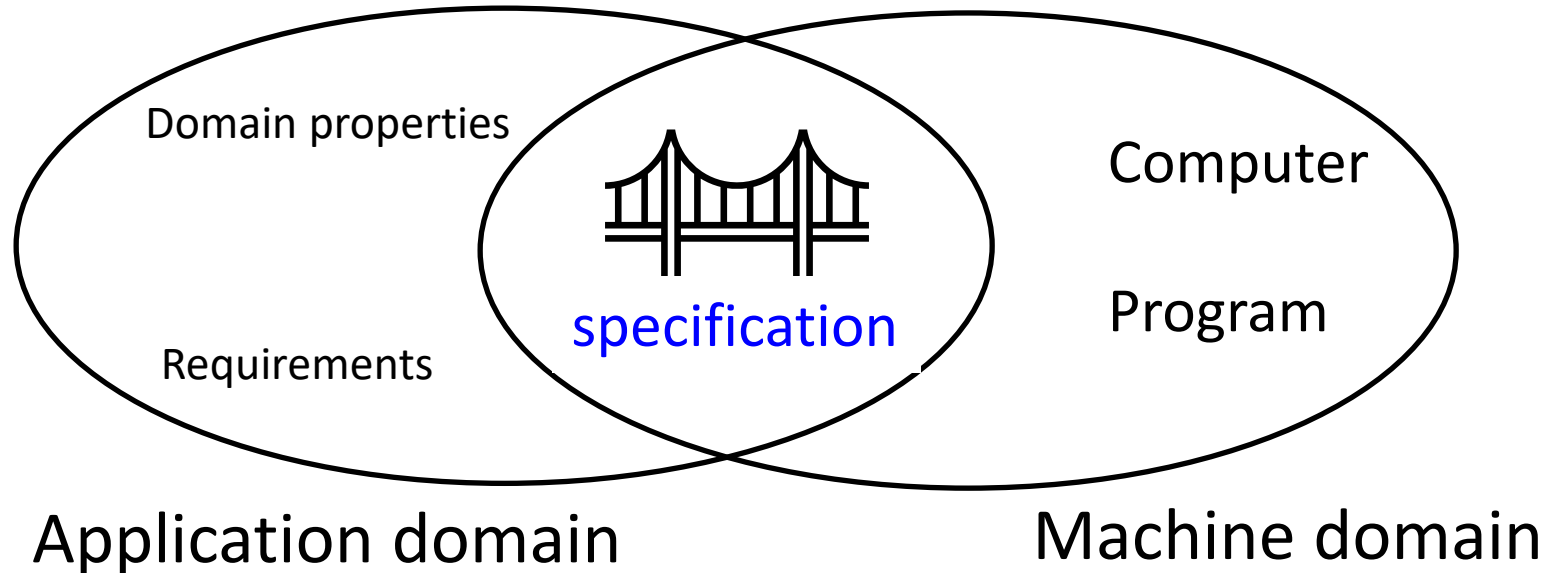 Domain properties
Computer
specification
Program
Requirements
Application domain
Machine domain